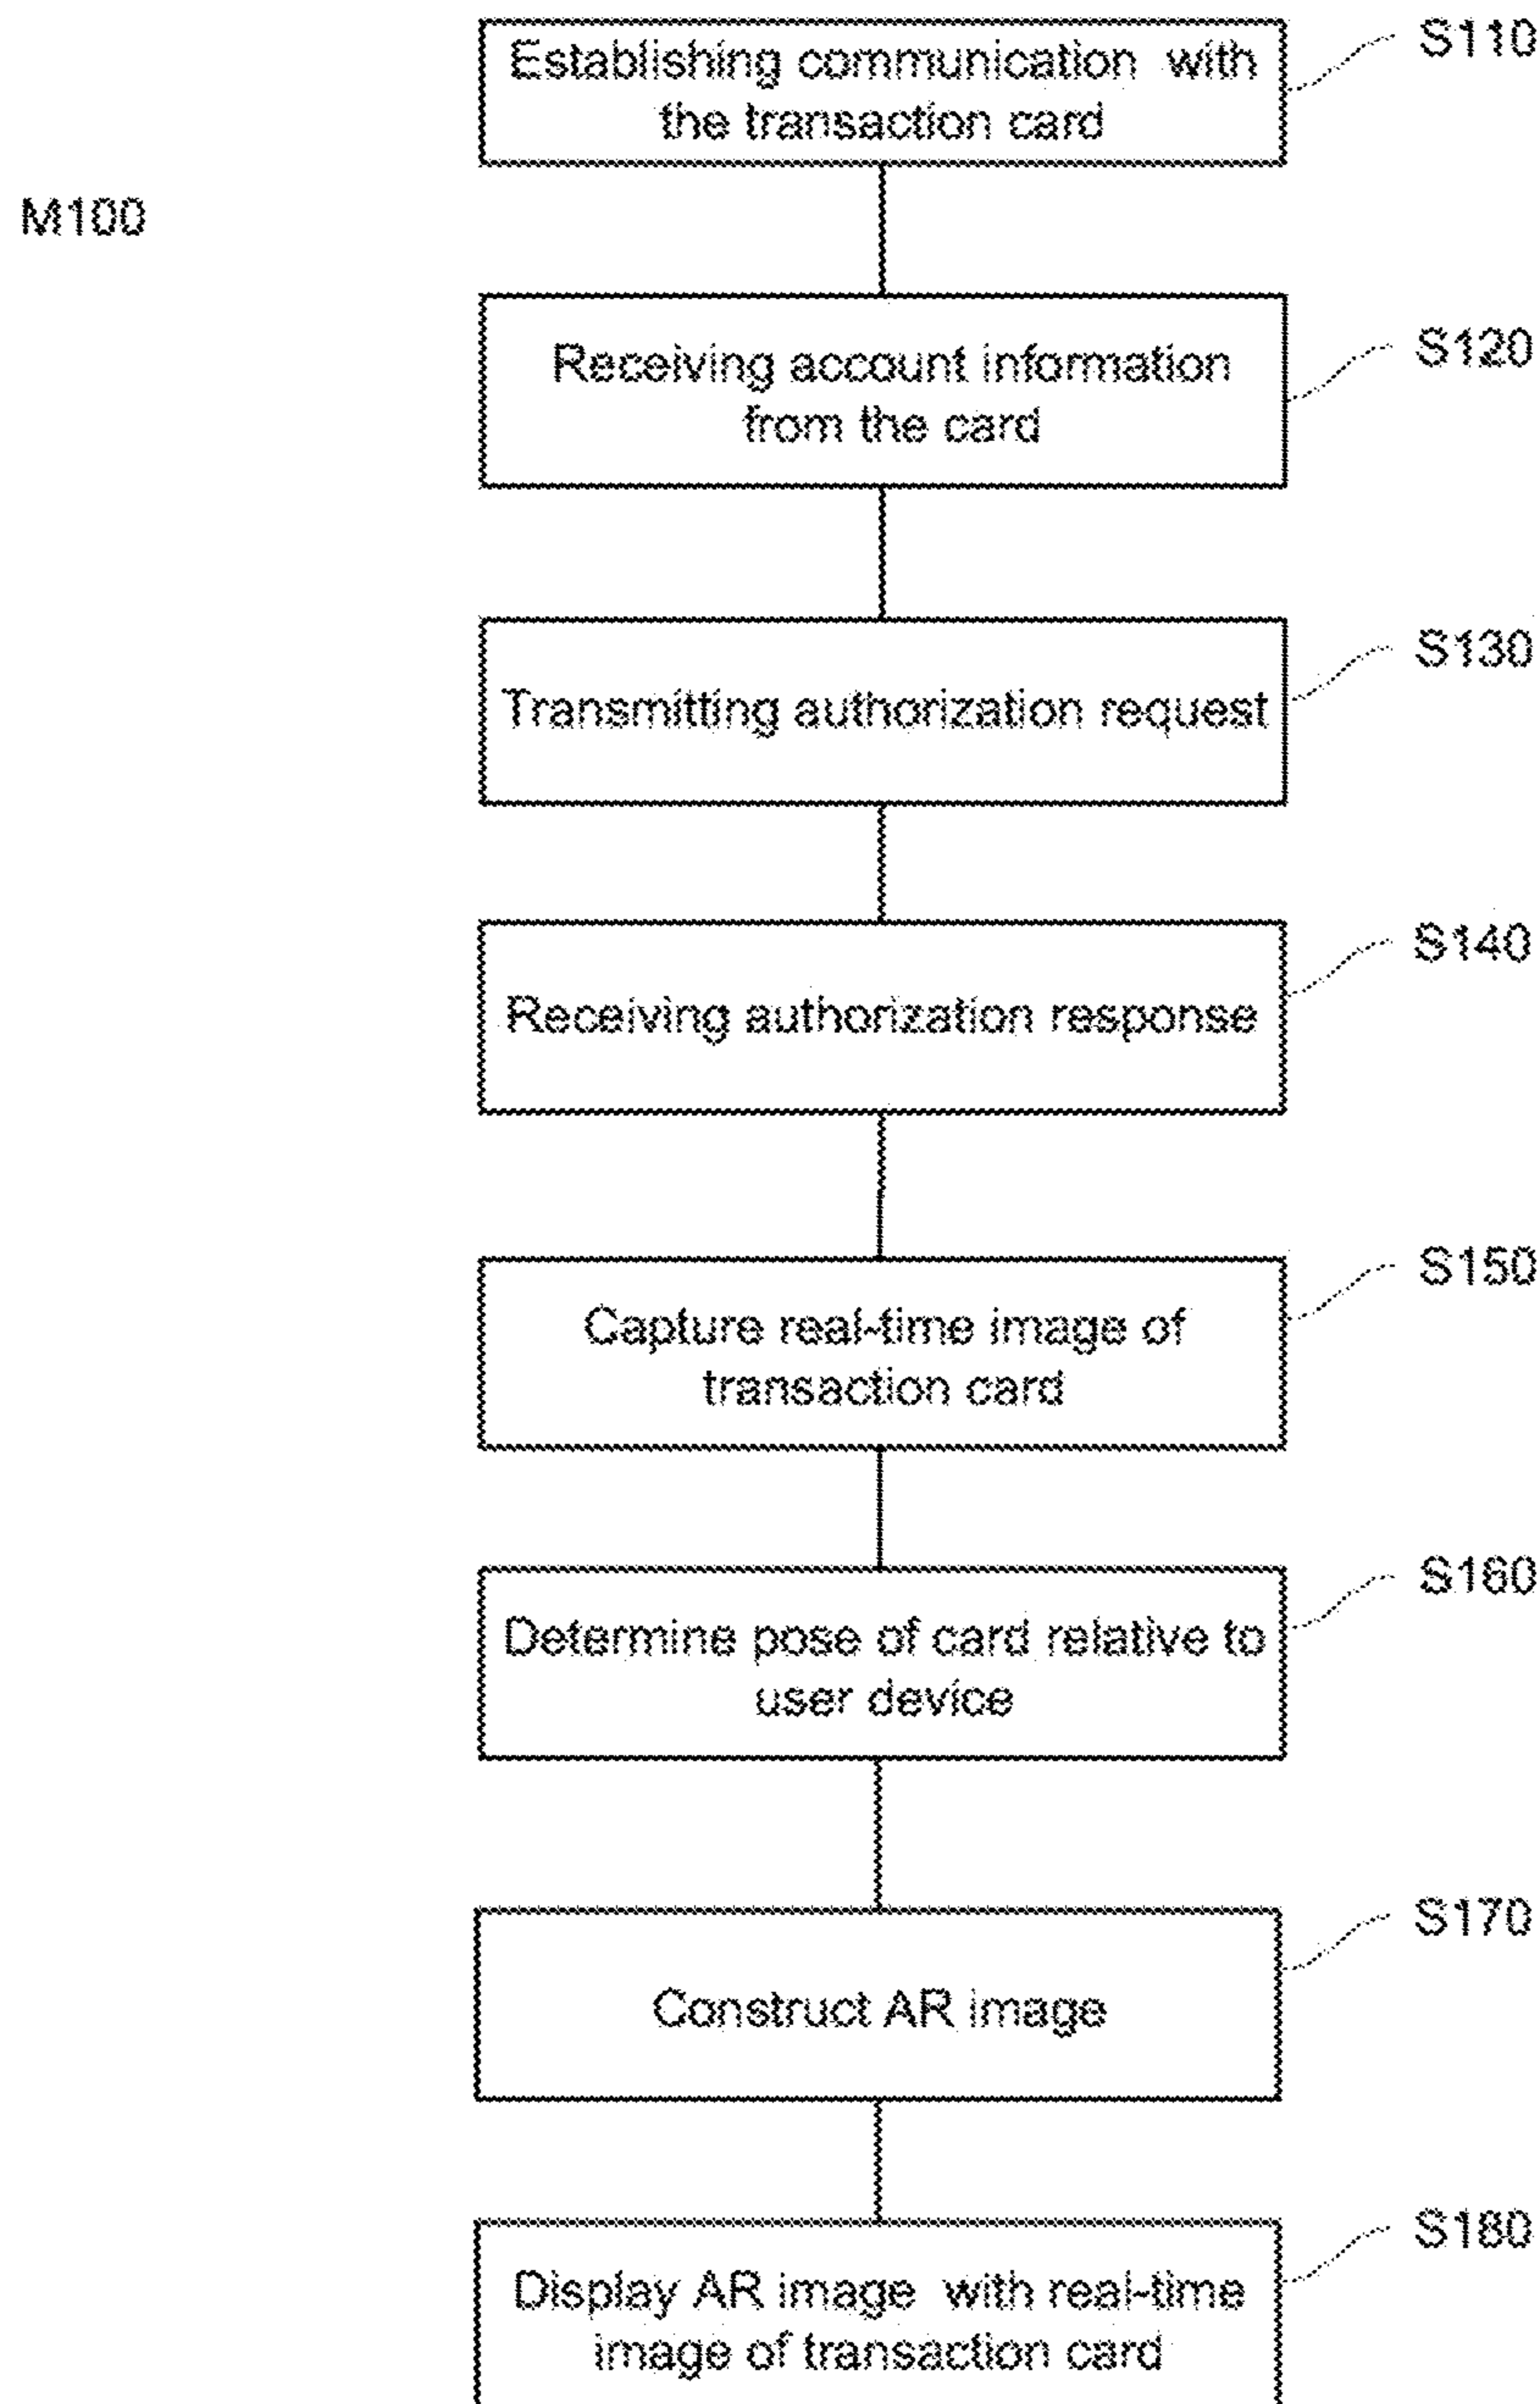 Establishing communication with
the transaction card
S110
M100
Receiving account information
from the card
S120
Transmitting authorization request
S130
Receiving authorization response
S140
Capture real-time image of
transaction card
S150
Determine pose of card relative to
user device
S160
Construct AR image
S170
Display AR image with real-time
image of transaction card
S180